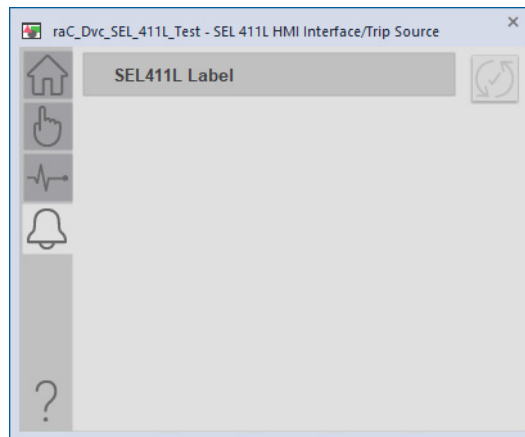 raC_Dvc_SEL_411L_Test - SEL 411L HMI Interface/Trip Source
SEL411L Label
?